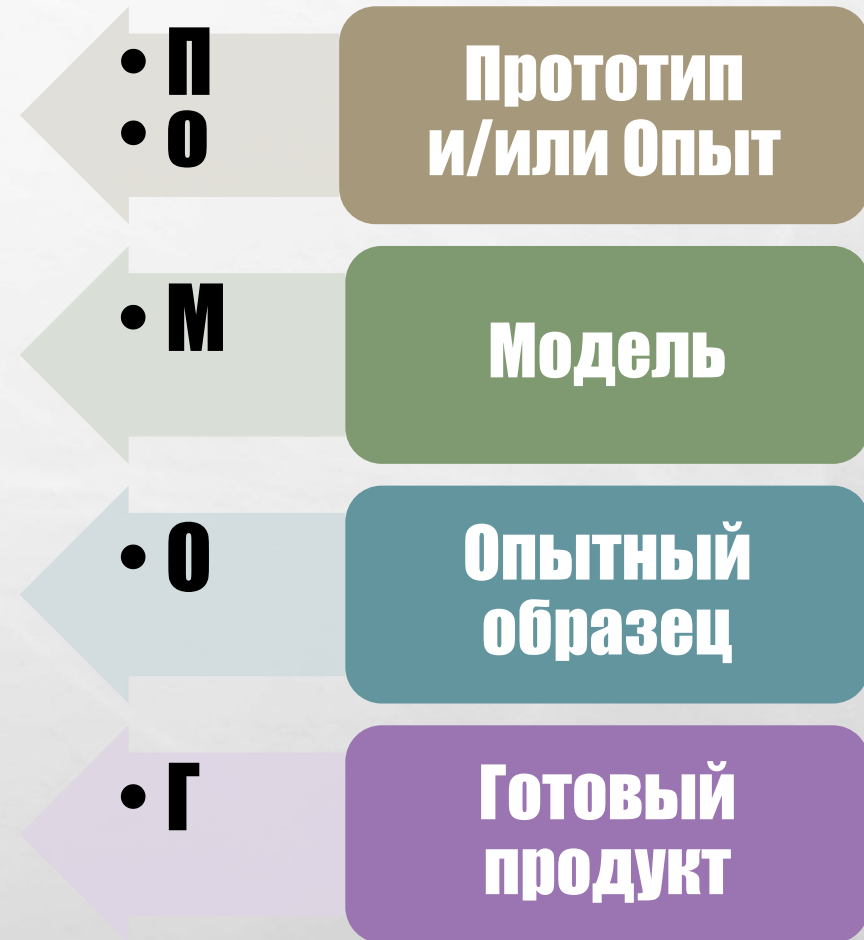 • П
• О
Прототип
и/или Опыт
• М
Модель
• О
Опытный
образец
• Г
Готовый
продукт